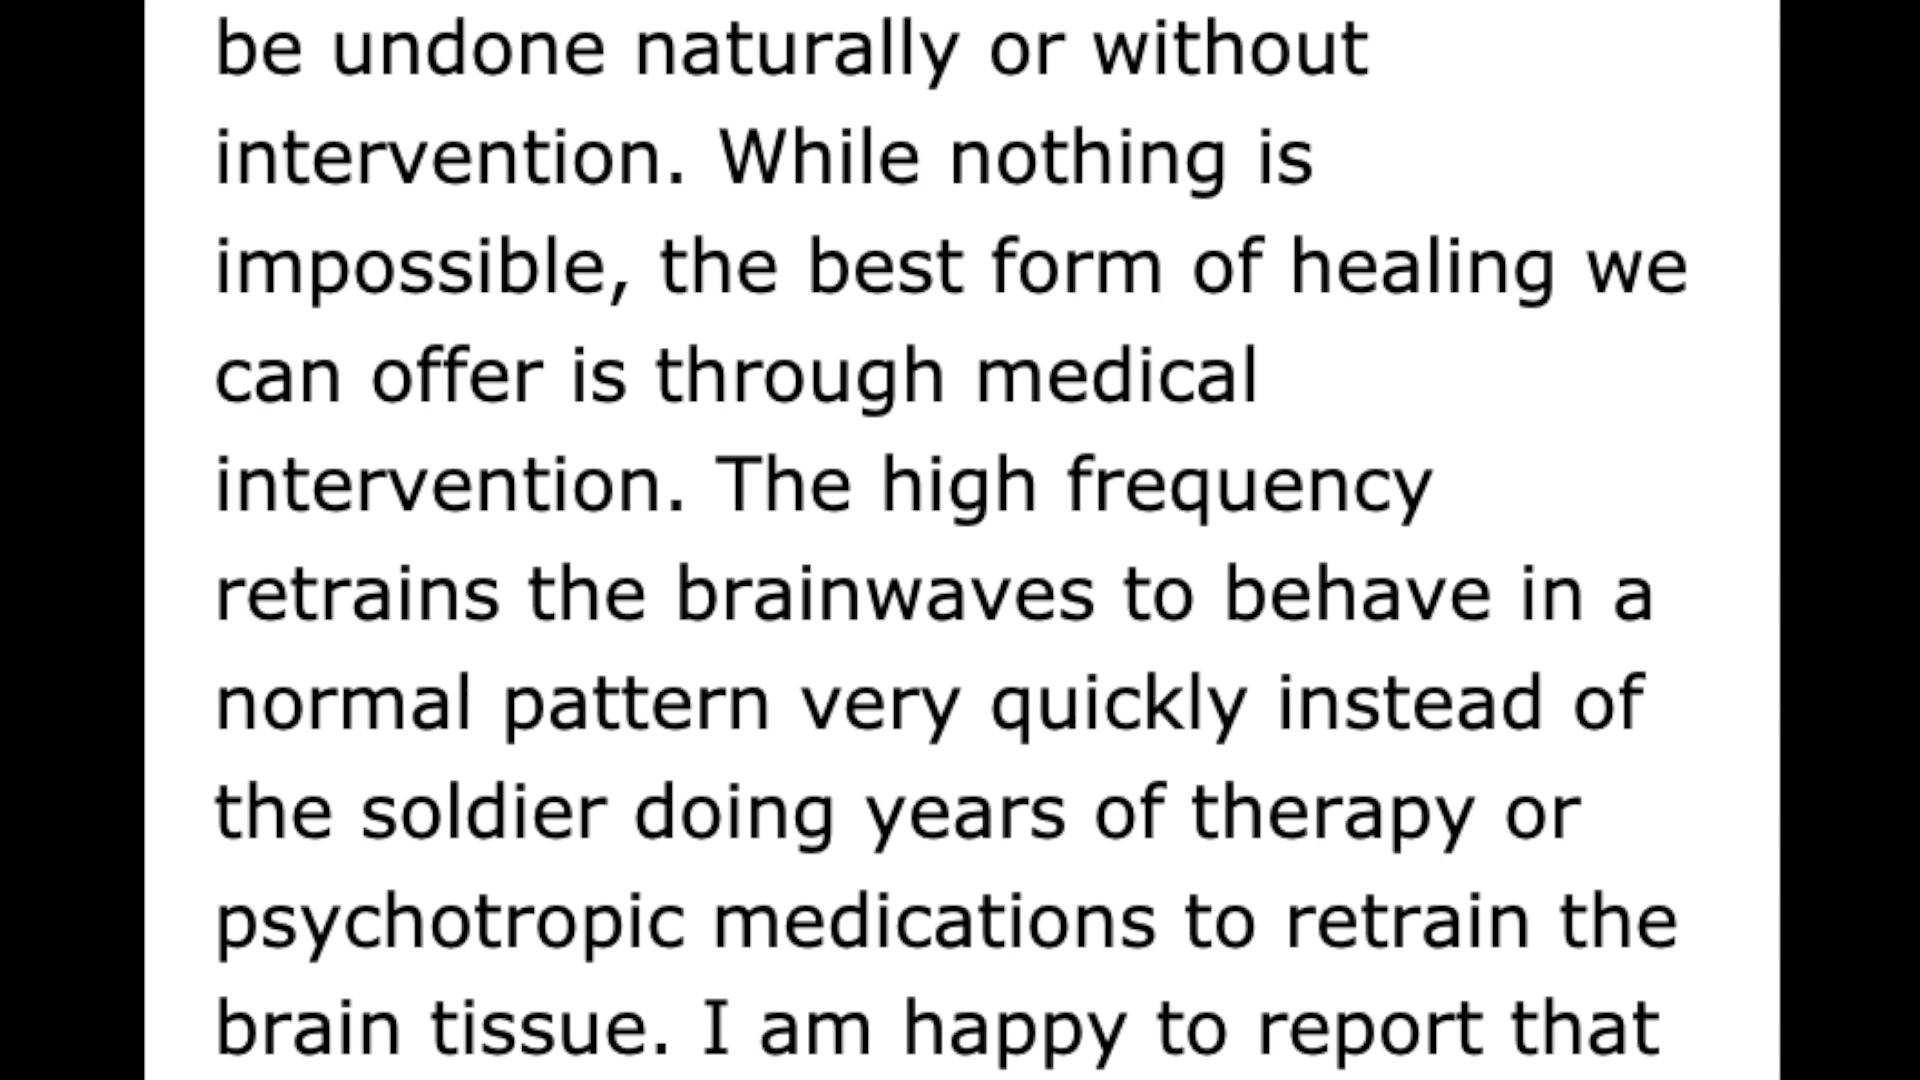 be undone naturally or without
intervention. While nothing is
impossible, the best form of healing we
can offer is through medical
intervention. The high frequency
retrains the brainwaves to behave in a
normal pattern very quickly instead of
the soldier doing years of therapy or
psychotropic medications to retrain the
brain tissue. I am happy to report that